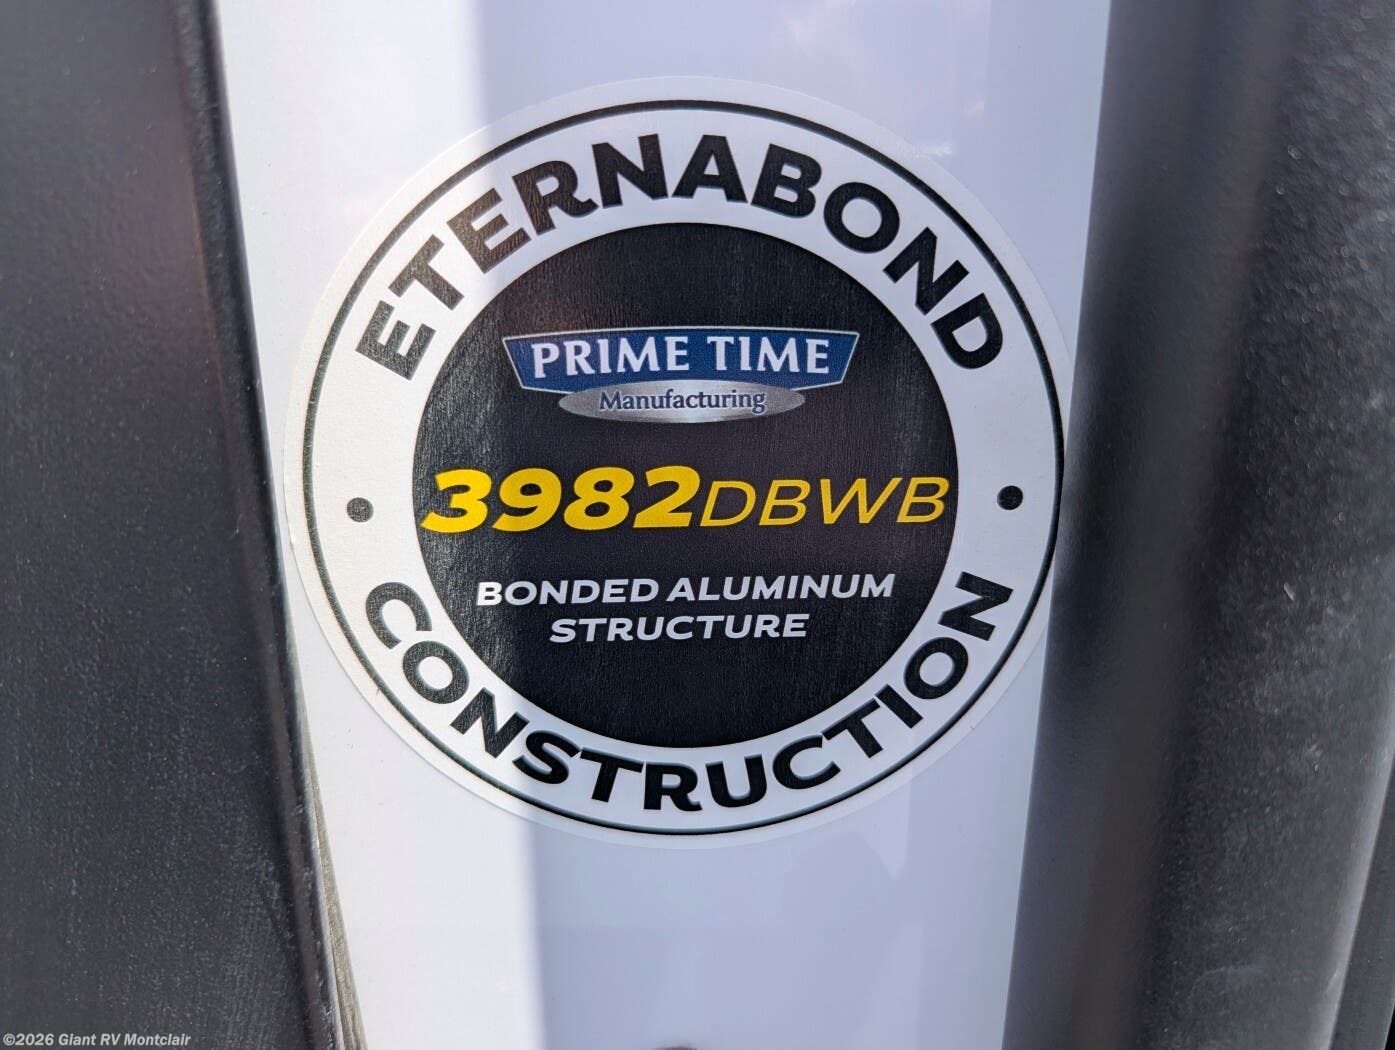 ETERNABOND
PRIME TIME
Manufacturing
3982DBWB
BONDED ALUMINUM
STRUCTURE
CONSTRUCTION
©2026 Giant RV Montclair